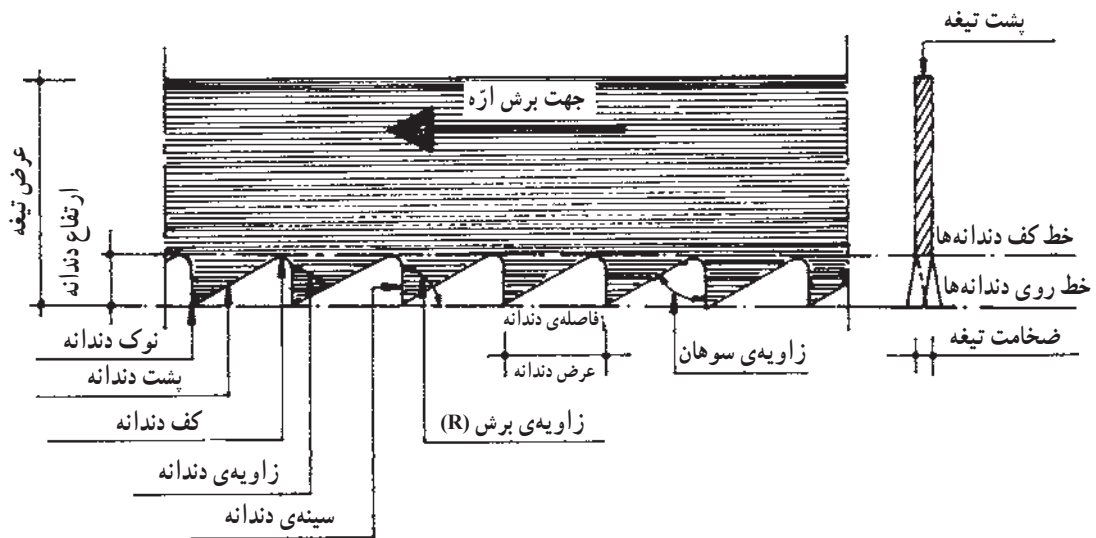 پشت تیغه
جهت برش ارّه
عرض تیغه
ارتفاع دندانه
خط کف دندانه‌ها
خط روی دندانه‌ها
ضخامت تیغه
فاصله‌ی دندانه
عرض دندانه
زاویه‌ی سوهان
نوک دندانه
پشت دندانه
کف دندانه
زاویه‌ی برش (R)
زاویه‌ی دندانه
سینه‌ی دندانه